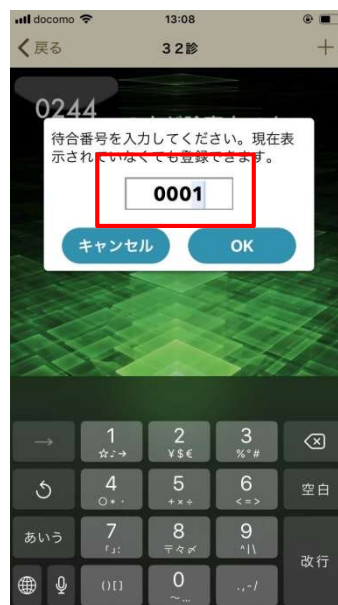 docomo 13:08
戻る 32診 +
0244
待合番号を入力してください。現在表
示されていなくても登録できます。
0001
キャンセル OK
→ 1 2 3
☆♪→ ¥$€ %°#
4 5 6 空白
○*・ +×÷ <=>
あいう 7 8 9
「」: 〒々〆 ^|\
改行
()[] 0 .,-/
~…